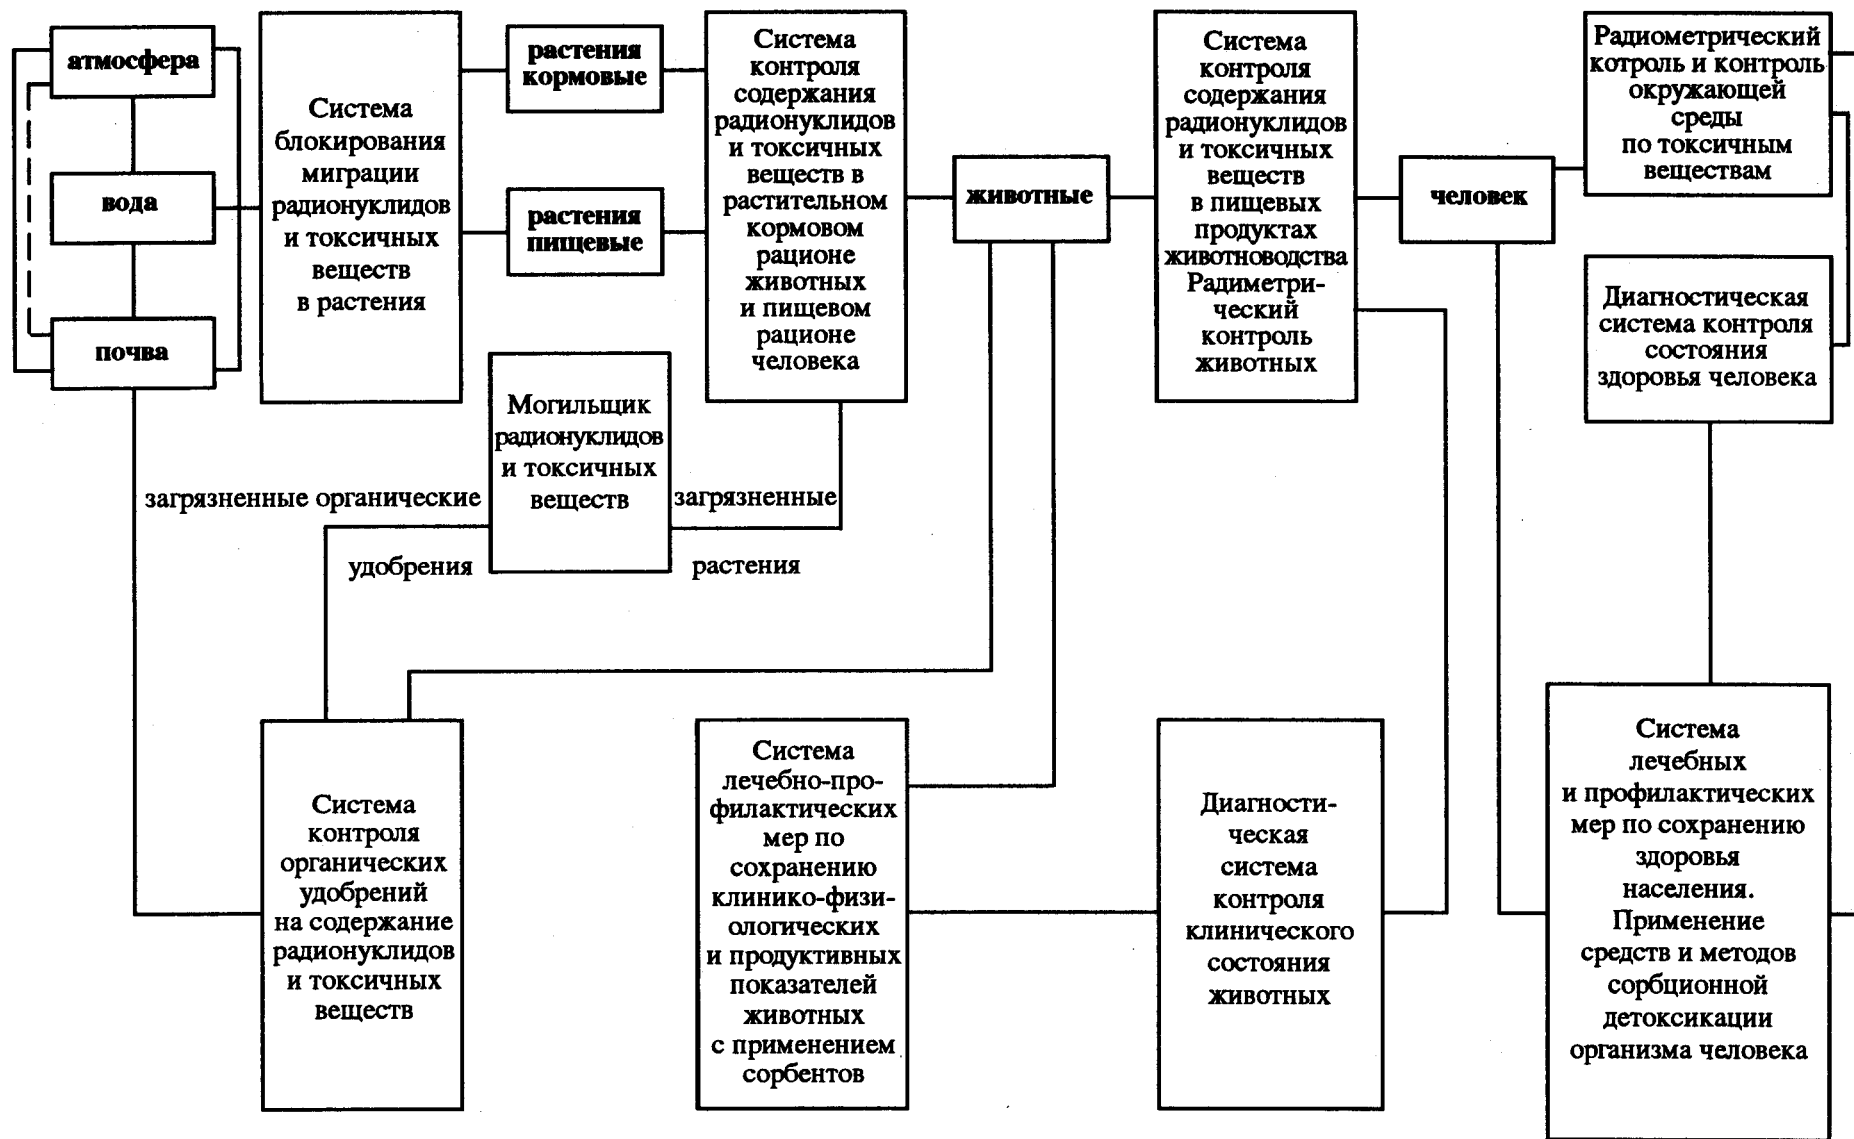 атмосфера
вода
почва
Система
блокирования
миграции
радионуклидов
и токсичных
веществ
в растения
растения
кормовые
растения
пищевые
Система
контроля
содержания
радионуклидов
и токсичных
веществ в
растительном
кормовом
рационе
животных
и пищевом
рационе
человека
животные
Система
контроля
содержания
радионуклидов
и токсичных
веществ
в пищевых
продуктах
животноводства
Радиметри-
ческий
контроль
животных
человек
Радиометрический
котроль и контроль
окружающей
среды
по токсичным
веществам
Диагностическая
система контроля
состояния
здоровья человека
Могильщик
радионуклидов
и токсичных
веществ
загрязненные органические
удобрения
загрязненные
растения
Система
контроля
органических
удобрений
на содержание
радионуклидов
и токсичных
веществ
Система
лечебно-про-
филактических
мер по
сохранению
клинико-физи-
ологических
и продуктивных
показателей
животных
с применением
сорбентов
Диагности-
ческая
система
контроля
клинического
состояния
животных
Система
лечебных
и профилактических
мер по сохранению
здоровья
населения.
Применение
средств и методов
сорбционной
детоксикации
организма человека